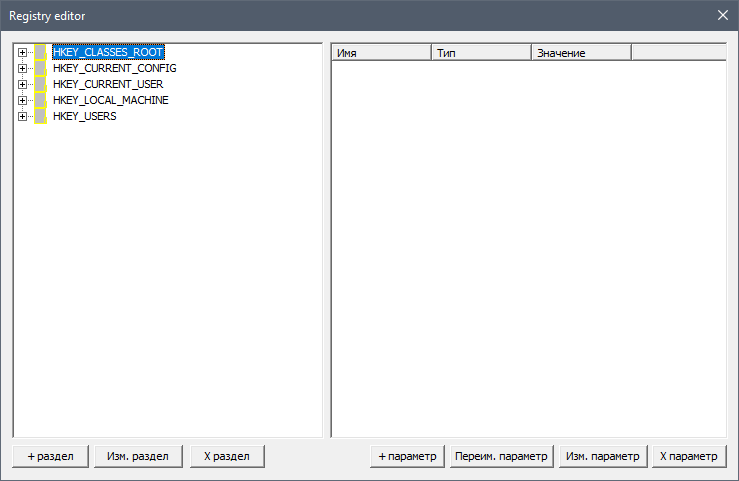 Registry editor
HKEY_CLASSES_ROOT
HKEY_CURRENT_CONFIG
HKEY_CURRENT_USER
HKEY_LOCAL_MACHINE
HKEY_USERS
Имя Тип Значение
+ раздел Изм. раздел X раздел + параметр Переим. параметр Изм. параметр X параметр